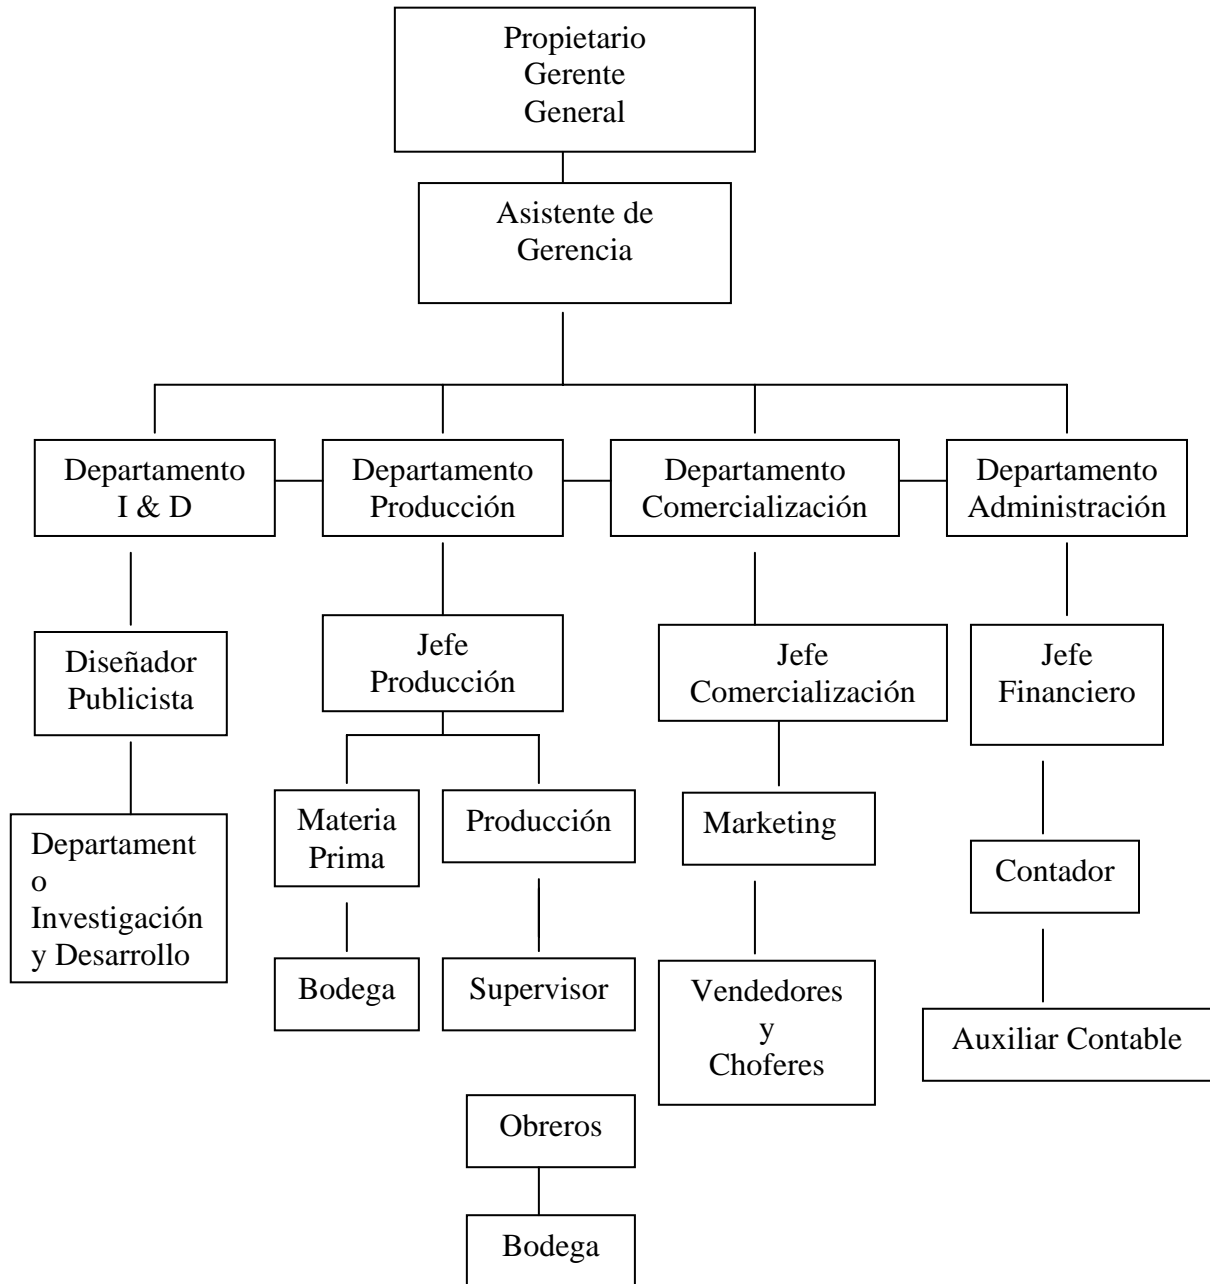 Propietario
Gerente
General
Asistente de
Gerencia
Departamento
I & D
Departamento
Producción
Departamento
Comercialización
Departamento
Administración
Diseñador
Publicista
Jefe
Producción
Jefe
Comercialización
Jefe
Financiero
Departament
o
Investigación
y Desarrollo
Materia
Prima
Producción
Marketing
Contador
Bodega
Supervisor
Vendedores
y
Choferes
Auxiliar Contable
Obreros
Bodega